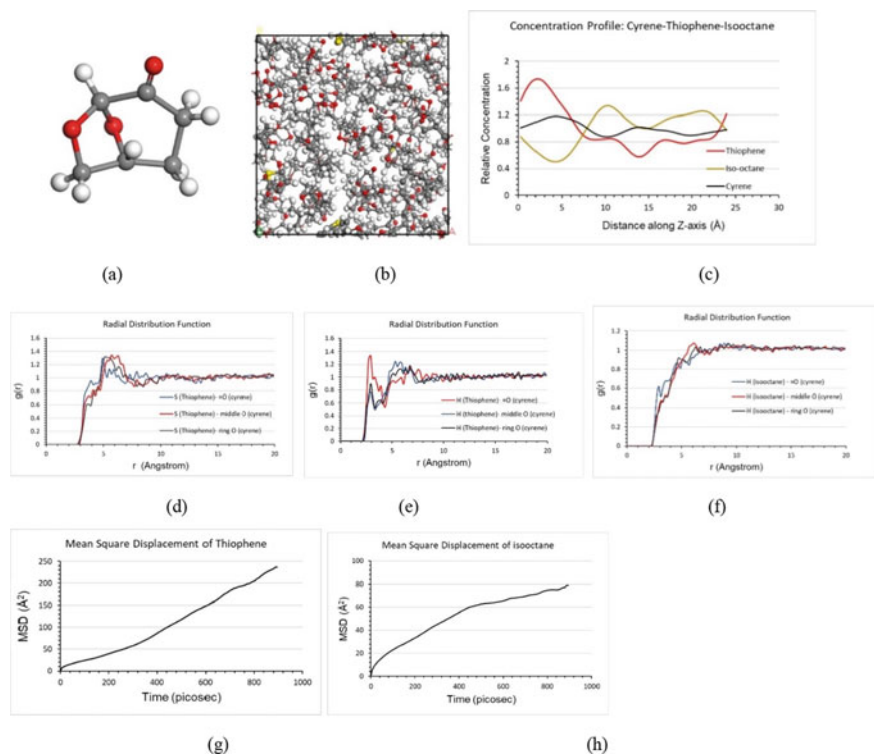 Concentration Profile: Cyrene-Thiophene-Isooctane
Relative Concentration
2
1.6
1.2
0.8
0.4
0
0 5 10 15 20 25 30
Thiophene
Iso-octane
Cyrene
Distance along Z-axis (Å)
(a)
(b)
(c)
Radial Distribution Function
g(r)
1.6
1.4
1.2
1
0.8
0.6
0.4
0.2
0
S (Thiophene)- =O (cyrene)
S (Thiophene)- middle O (cyrene)
S (Thiophene)- ring O (cyrene)
0 5 10 15 20
r (Angstrom)
Radial Distribution Function
g(r)
1.6
1.4
1.2
1
0.8
0.6
0.4
0.2
0
H (Thiophene)- =O (cyrene)
H (thiophene)- middle O (cyrene)
H (Thiophene)- ring O (cyrene)
0 5 10 15 20
r (Angstrom)
Radial Distribution Function
g(r)
1.2
1
0.8
0.6
0.4
0.2
0
H (isooctane) - =O (cyrene)
H (isooctane) - middle O (cyrene)
H (isooctane) - ring O (cyrene)
0 5 10 15 20
r (Angstrom)
(d)
(e)
(f)
Mean Square Displacement of Thiophene
MSD (Å²)
250
200
150
100
50
0
0 200 400 600 800 1000
Time (picosec)
Mean Square Displacement of isooctane
MSD (Å²)
100
80
60
40
20
0
0 200 400 600 800 1000
Time (picosec)
(g)
(h)